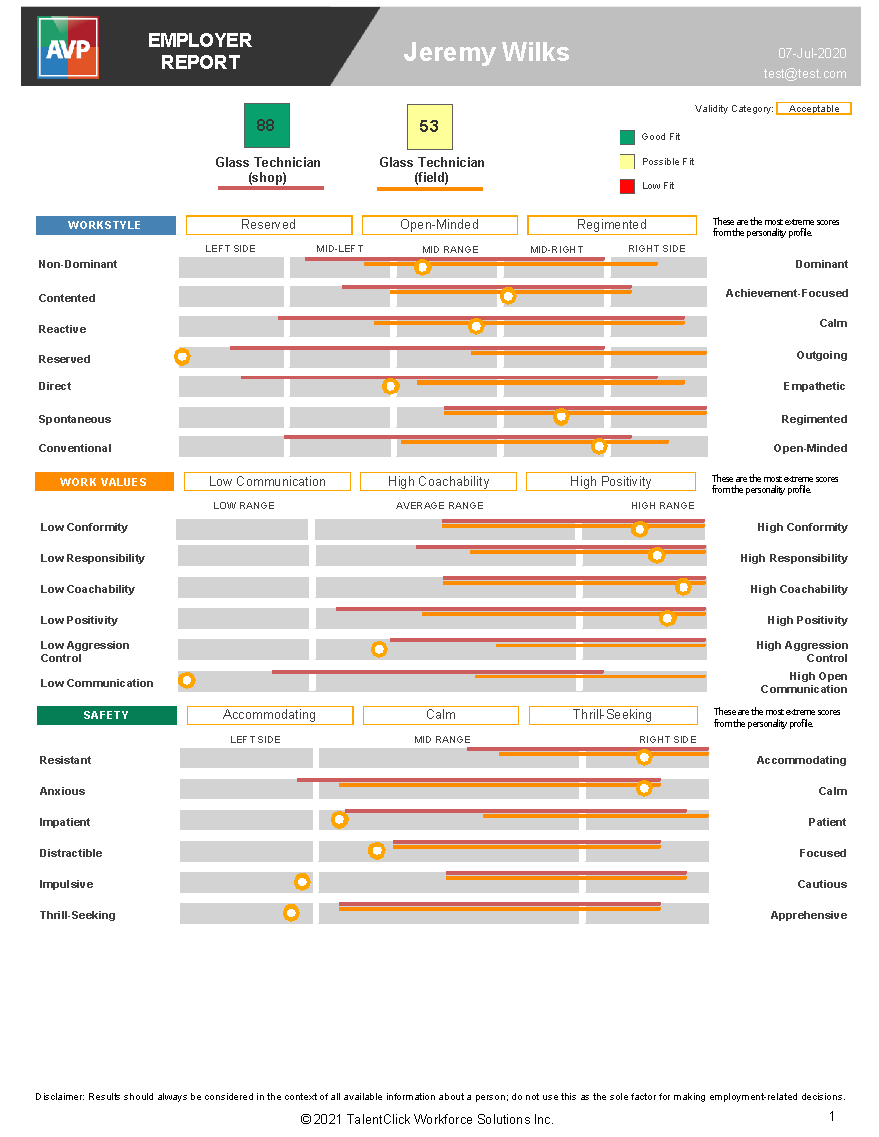 AVP
EMPLOYER
REPORT
Jeremy Wilks
07-Jul-2020
test@test.com
Validity Category: Acceptable
88
53
Glass Technician
(shop)
Glass Technician
(field)
Good Fit
Possible Fit
Low Fit
WORKSTYLE Reserved Open-Minded Regimented
These are the most extreme scores
from the personality profile.
LEFT SIDE MID-LEFT MID RANGE MID-RIGHT RIGHT SIDE
Non-Dominant Dominant
Contented Achievement-Focused
Reactive Calm
Reserved Outgoing
Direct Empathetic
Spontaneous Regimented
Conventional Open-Minded
WORK VALUES Low Communication High Coachability High Positivity
These are the most extreme scores
from the personality profile.
LOW RANGE AVERAGE RANGE HIGH RANGE
Low Conformity High Conformity
Low Responsibility High Responsibility
Low Coachability High Coachability
Low Positivity High Positivity
Low Aggression
Control
High Aggression
Control
Low Communication
High Open
Communication
SAFETY Accommodating Calm Thrill-Seeking
These are the most extreme scores
from the personality profile.
LEFT SIDE MID RANGE RIGHT SIDE
Resistant Accommodating
Anxious Calm
Impatient Patient
Distractible Focused
Impulsive Cautious
Thrill-Seeking Apprehensive
Disclaimer: Results should always be considered in the context of all available information about a person; do not use this as the sole factor for making employment-related decisions.
©2021 TalentClick Workforce Solutions Inc.
1